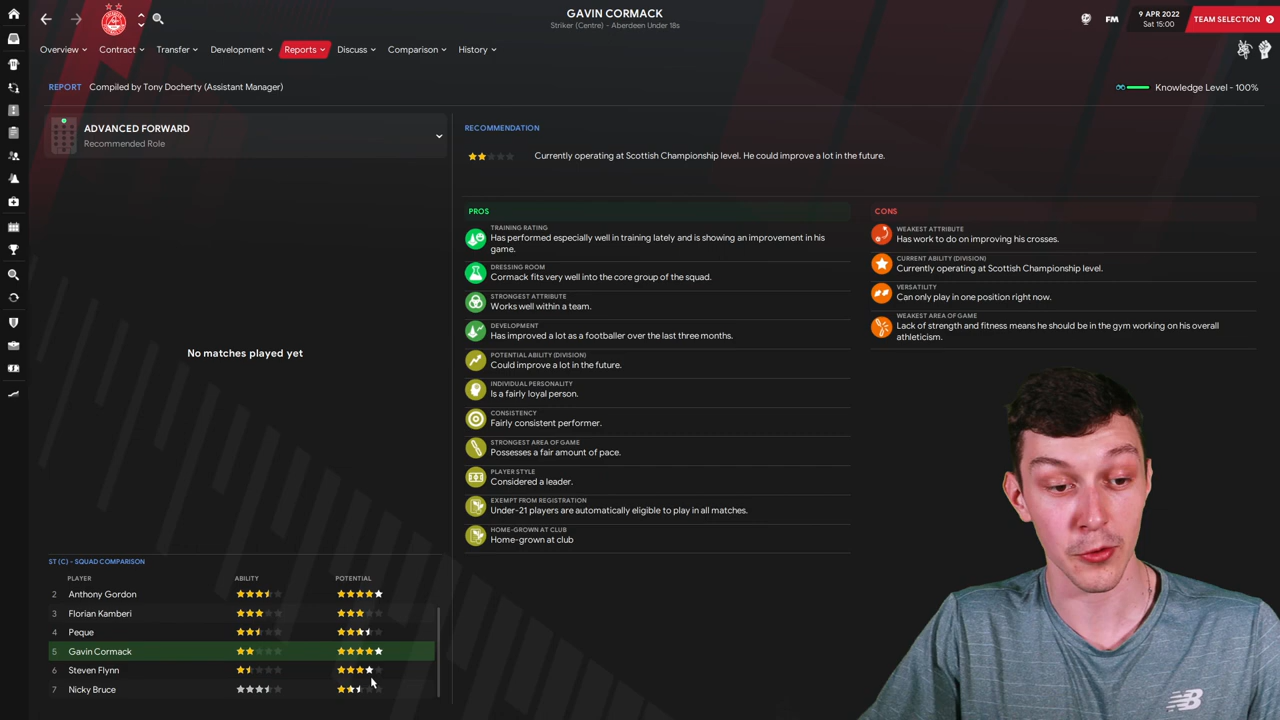 GAVIN CORMACK
Striker (Centre) - Aberdeen Under 18s
FM
9 APR 2022
Sat 15:00
TEAM SELECTION
Overview
Contract
Transfer
Development
Reports
Discuss
Comparison
History
REPORT Compiled by Tony Docherty (Assistant Manager)
Knowledge Level - 100%
ADVANCED FORWARD
Recommended Role
RECOMMENDATION
Currently operating at Scottish Championship level. He could improve a lot in the future.
No matches played yet
PROS
TRAINING RATING
Has performed especially well in training lately and is showing an improvement in his
game.
DRESSING ROOM
Cormack fits very well into the core group of the squad.
STRONGEST ATTRIBUTE
Works well within a team.
DEVELOPMENT
Has improved a lot as a footballer over the last three months.
POTENTIAL ABILITY (DIVISION)
Could improve a lot in the future.
INDIVIDUAL PERSONALITY
Is a fairly loyal person.
CONSISTENCY
Fairly consistent performer.
STRONGEST AREA OF GAME
Possesses a fair amount of pace.
PLAYER STYLE
Considered a leader.
EXEMPT FROM REGISTRATION
Under-21 players are automatically eligible to play in all matches.
HOME-GROWN AT CLUB
Home-grown at club
CONS
WEAKEST ATTRIBUTE
Has work to do on improving his crosses.
CURRENT ABILITY (DIVISION)
Currently operating at Scottish Championship level.
VERSATILITY
Can only play in one position right now.
WEAKEST AREA OF GAME
Lack of strength and fitness means he should be in the gym working on his overall
athleticism.
ST (C) - SQUAD COMPARISON
PLAYER ABILITY POTENTIAL
2 Anthony Gordon
3 Florian Kamberi
4 Peque
5 Gavin Cormack
6 Steven Flynn
7 Nicky Bruce
NB